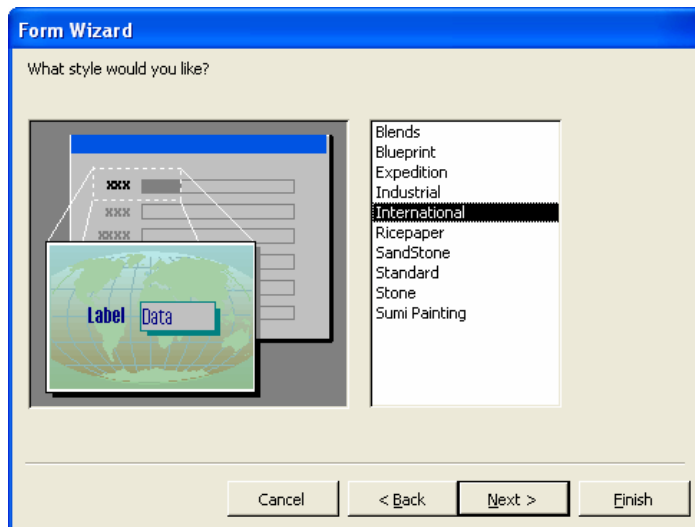 Form Wizard
What style would you like?
xxx
xxx
xxxx
Label Data
Blends
Blueprint
Expedition
Industrial
International
Ricepaper
SandStone
Standard
Stone
Sumi Painting
Cancel < Back Next > Finish